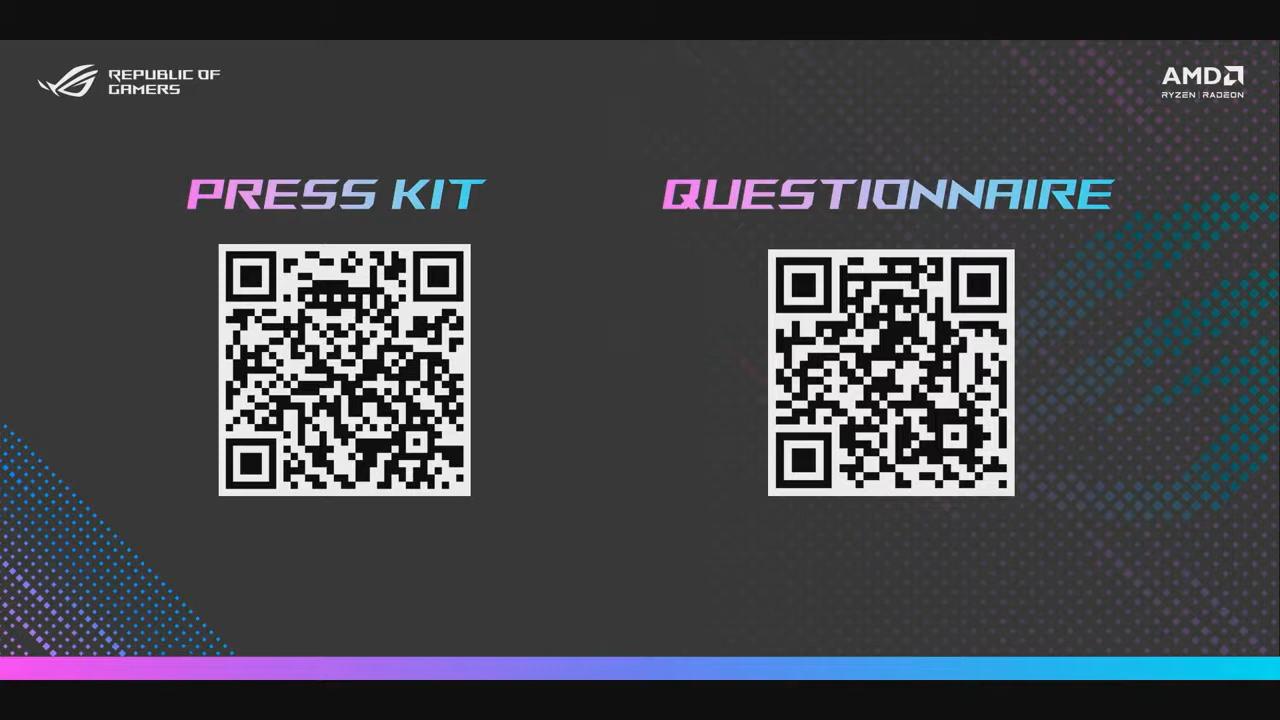 REPUBLIC OF
GAMERS
AMD
RYZEN | RADEON
PRESS KIT
QUESTIONNAIRE